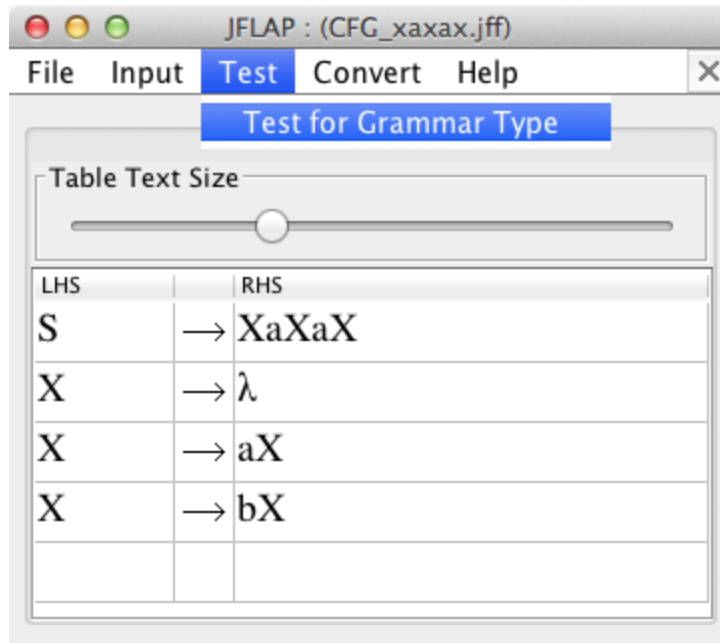 JFLAP : (CFG_xaxax.jff)
File Input Test Convert Help
Test for Grammar Type
Table Text Size
LHS RHS
S → XaXaX
X → λ
X → aX
X → bX